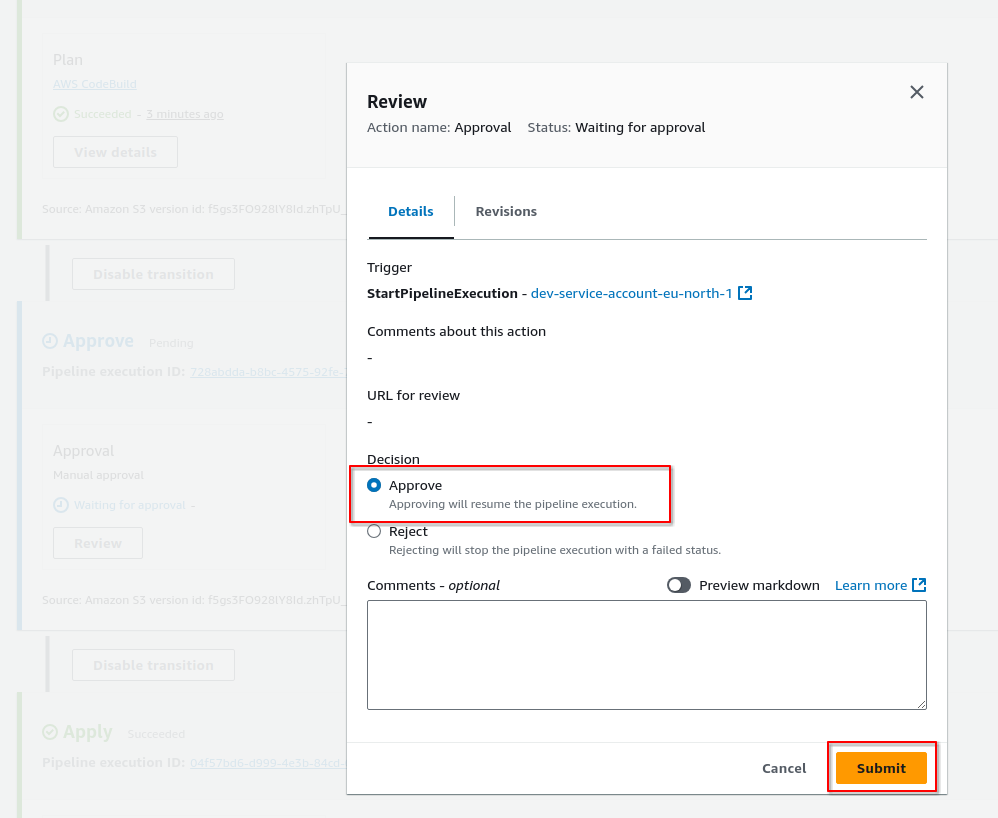 Plan
AWS CodeBuild
Succeeded - 3 minutes ago
View details
Source: Amazon S3 version id:
Disable transition
Approve Pending
Pipeline execution ID: 728abdda-b8bc-4575-92fe-
Approval
Manual approval
Waiting for approval -
Review
Source: Amazon S3 version id:
Disable transition
Apply Succeeded
Pipeline execution ID: 04f57bd6-d999-4e3b-84cd-
Review
Action name: Approval Status: Waiting for approval
Details Revisions
Trigger
StartPipelineExecution - dev-service-account-eu-north-1
Comments about this action
-
URL for review
-
Decision
Approve
Approving will resume the pipeline execution.
Reject
Rejecting will stop the pipeline execution with a failed status.
Comments - optional Preview markdown Learn more
Cancel Submit